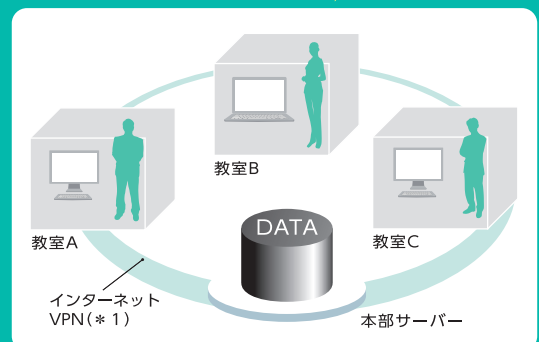 教室B
教室A
教室C
DATA
インターネット
VPN(＊1)
本部サーバー